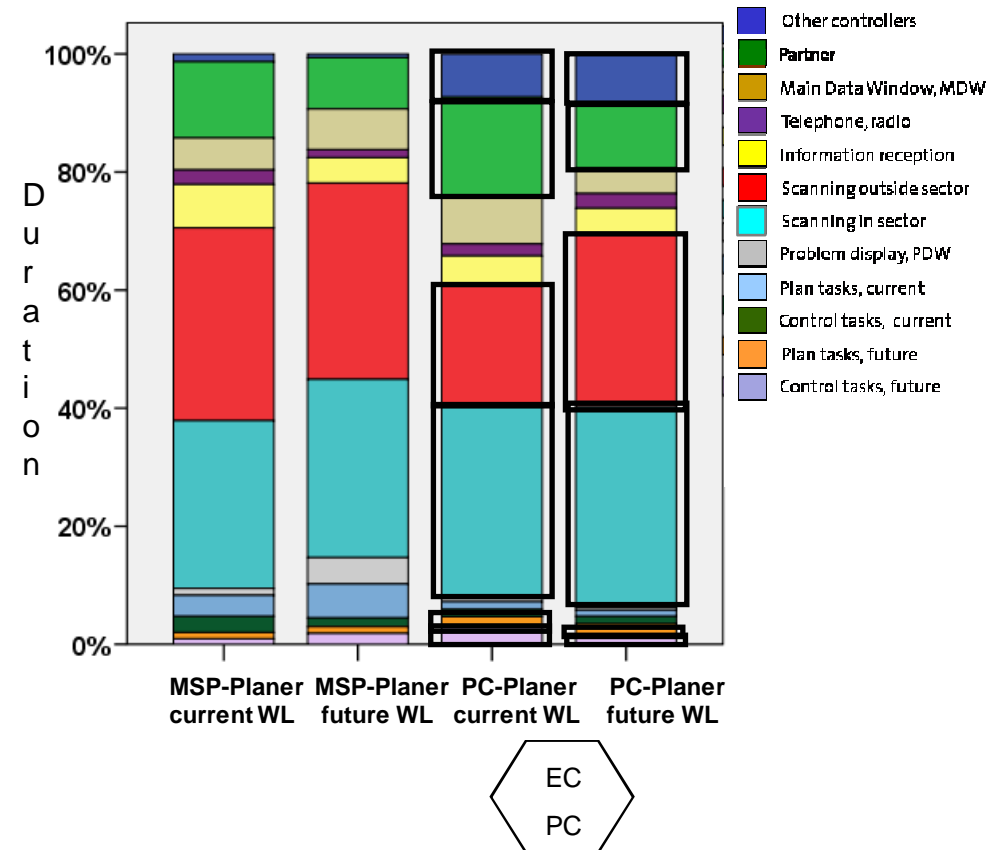 Duration
100%
80%
60%
40%
20%
0%
MSP-Planer
current WL
MSP-Planer
future WL
PC-Planer
current WL
PC-Planer
future WL
Other controllers
Partner
Main Data Window, MDW
Telephone, radio
Information reception
Scanning outside sector
Scanning in sector
Problem display, PDW
Plan tasks, current
Control tasks, current
Plan tasks, future
Control tasks, future
EC
PC